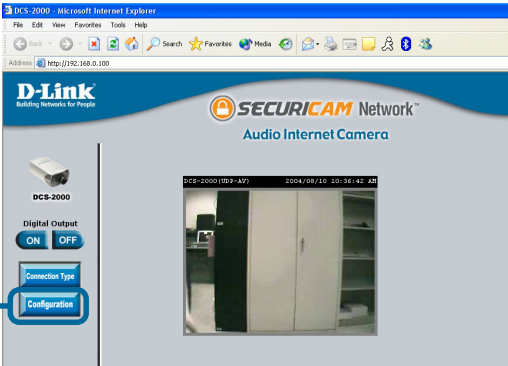 DCS-2000 - Microsoft Internet Explorer
File Edit View Favorites Tools Help
Back Search Favorites Media
Address http://192.168.0.100
D-Link
Building Networks for People
SECURICAM Network™
Audio Internet Camera
DCS-2000
Digital Output
ON OFF
Connection Type
Configuration
DCS-2000(UDP-AV) 2004/08/10 10:36:42 AM